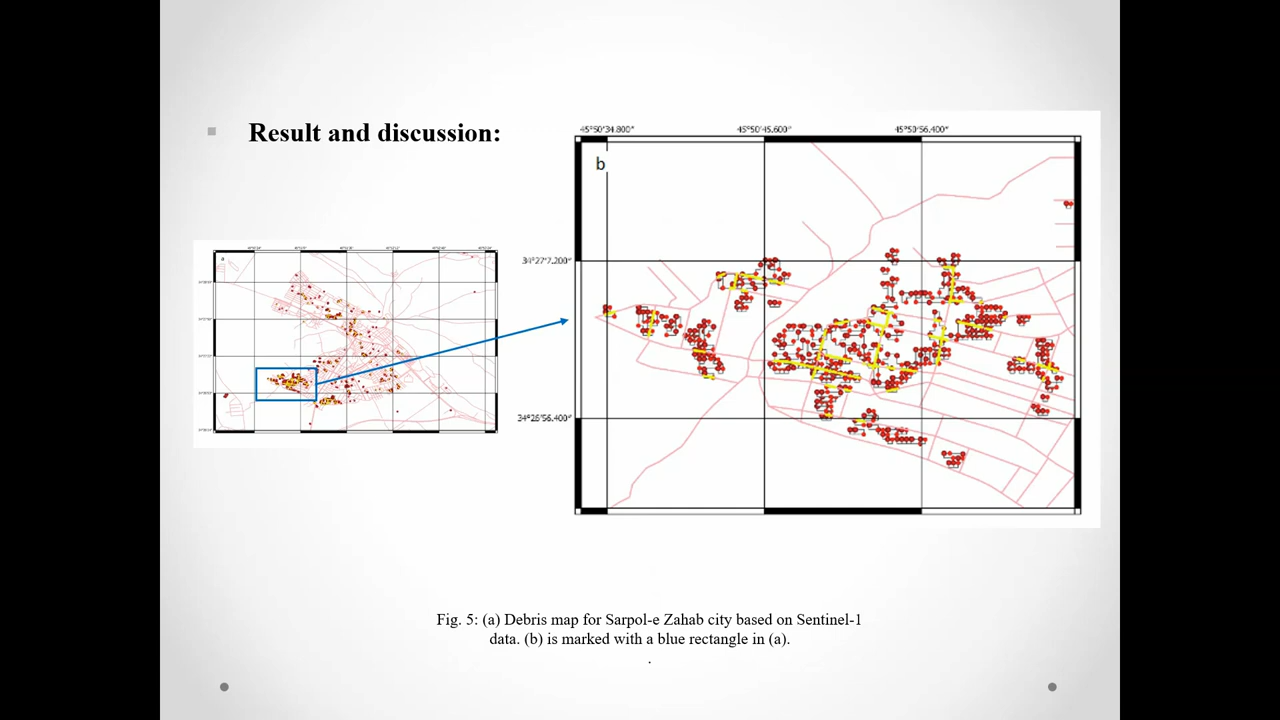 Result and discussion:
45°50'34.800" 45°50'45.600" 45°50'56.400"
b
34°27'7.200"
34°26'56.400"
a
Fig. 5: (a) Debris map for Sarpol-e Zahab city based on Sentinel-1
data. (b) is marked with a blue rectangle in (a).
.